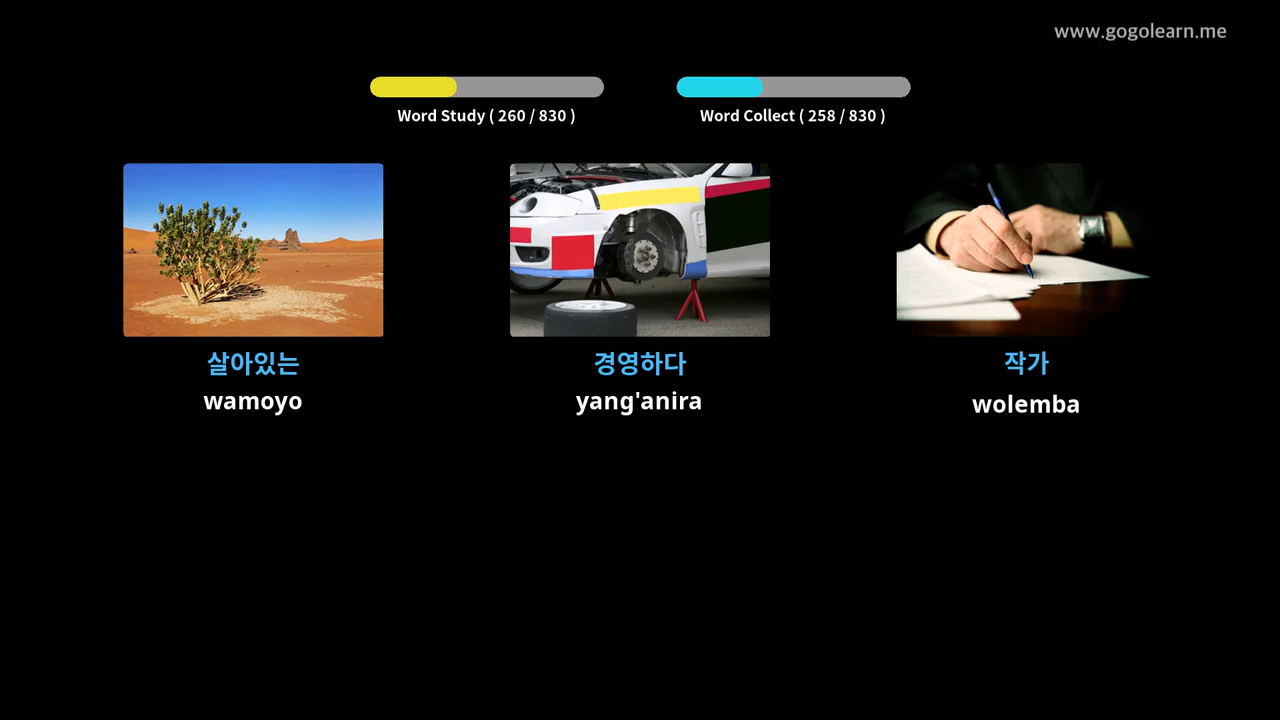 www.gogolearn.me
Word Study ( 260 / 830 )
Word Collect ( 258 / 830 )
살아있는
wamoyo
경영하다
yang'anira
작가
wolemba